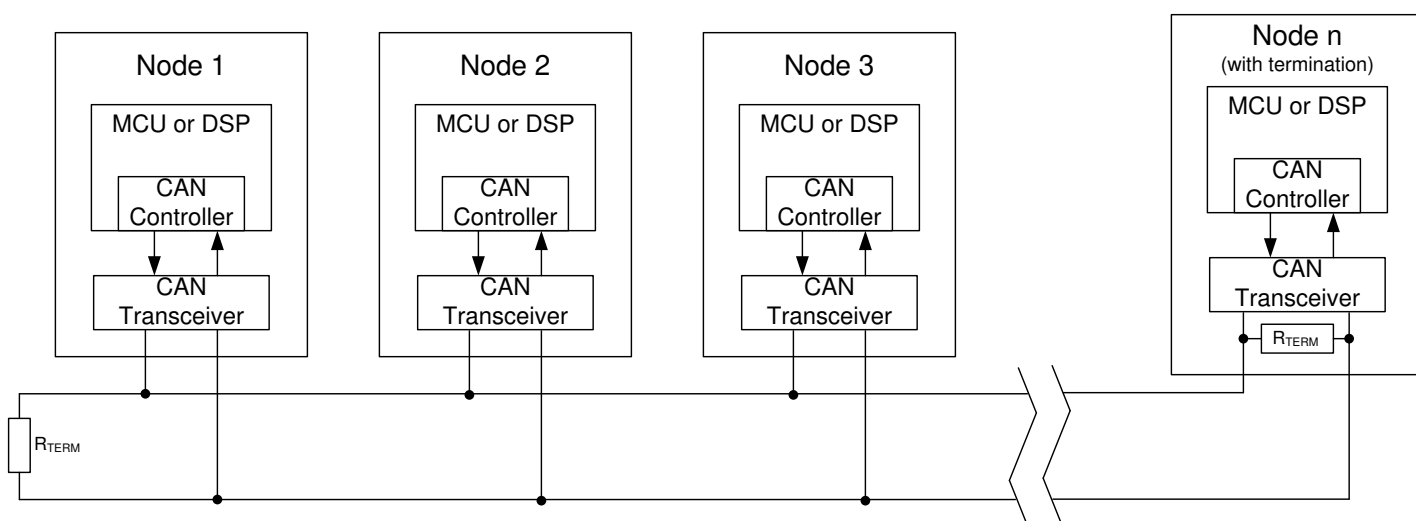 Node 1
MCU or DSP
CAN
Controller
CAN
Transceiver
Node 2
MCU or DSP
CAN
Controller
CAN
Transceiver
Node 3
MCU or DSP
CAN
Controller
CAN
Transceiver
Node n
(with termination)
MCU or DSP
CAN
Controller
CAN
Transceiver
RTERM
RTERM